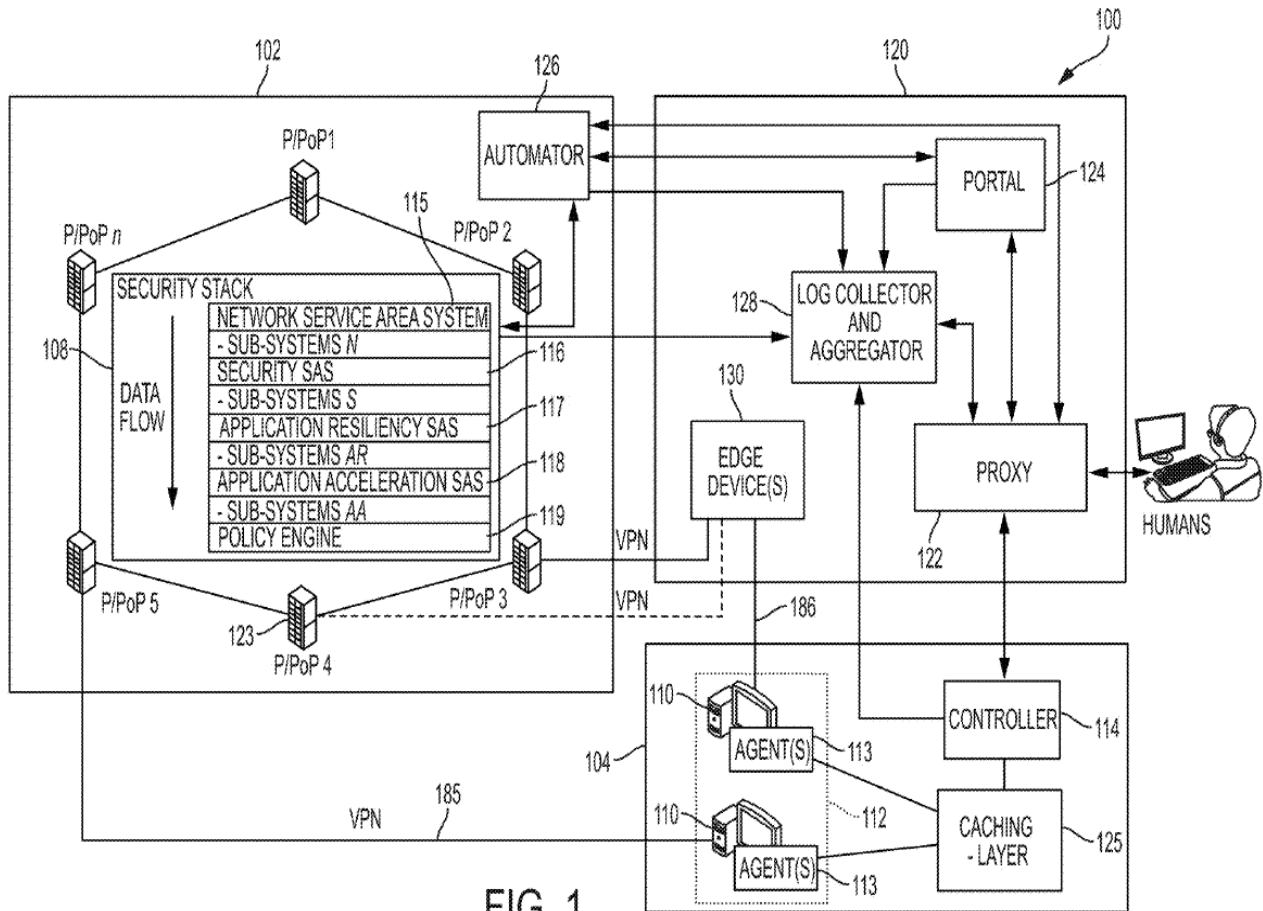 100
102
126
120
P/PoP1
AUTOMATOR
PORTAL
124
115
P/PoP n
P/PoP 2
SECURITY STACK
NETWORK SERVICE AREA SYSTEM
- SUB-SYSTEMS N
SECURITY SAS
- SUB-SYSTEMS S
APPLICATION RESILIENCY SAS
- SUB-SYSTEMS AR
APPLICATION ACCELERATION SAS
- SUB-SYSTEMS AA
POLICY ENGINE
108
DATA
FLOW
116
117
118
119
128
LOG COLLECTOR
AND
AGGREGATOR
130
EDGE
DEVICE(S)
PROXY
122
HUMANS
VPN
VPN
P/PoP 5
P/PoP 3
123
P/PoP 4
186
110
AGENT(S)
113
CONTROLLER
114
104
185
VPN
110
112
AGENT(S)
113
CACHING
- LAYER
125
FIG. 1